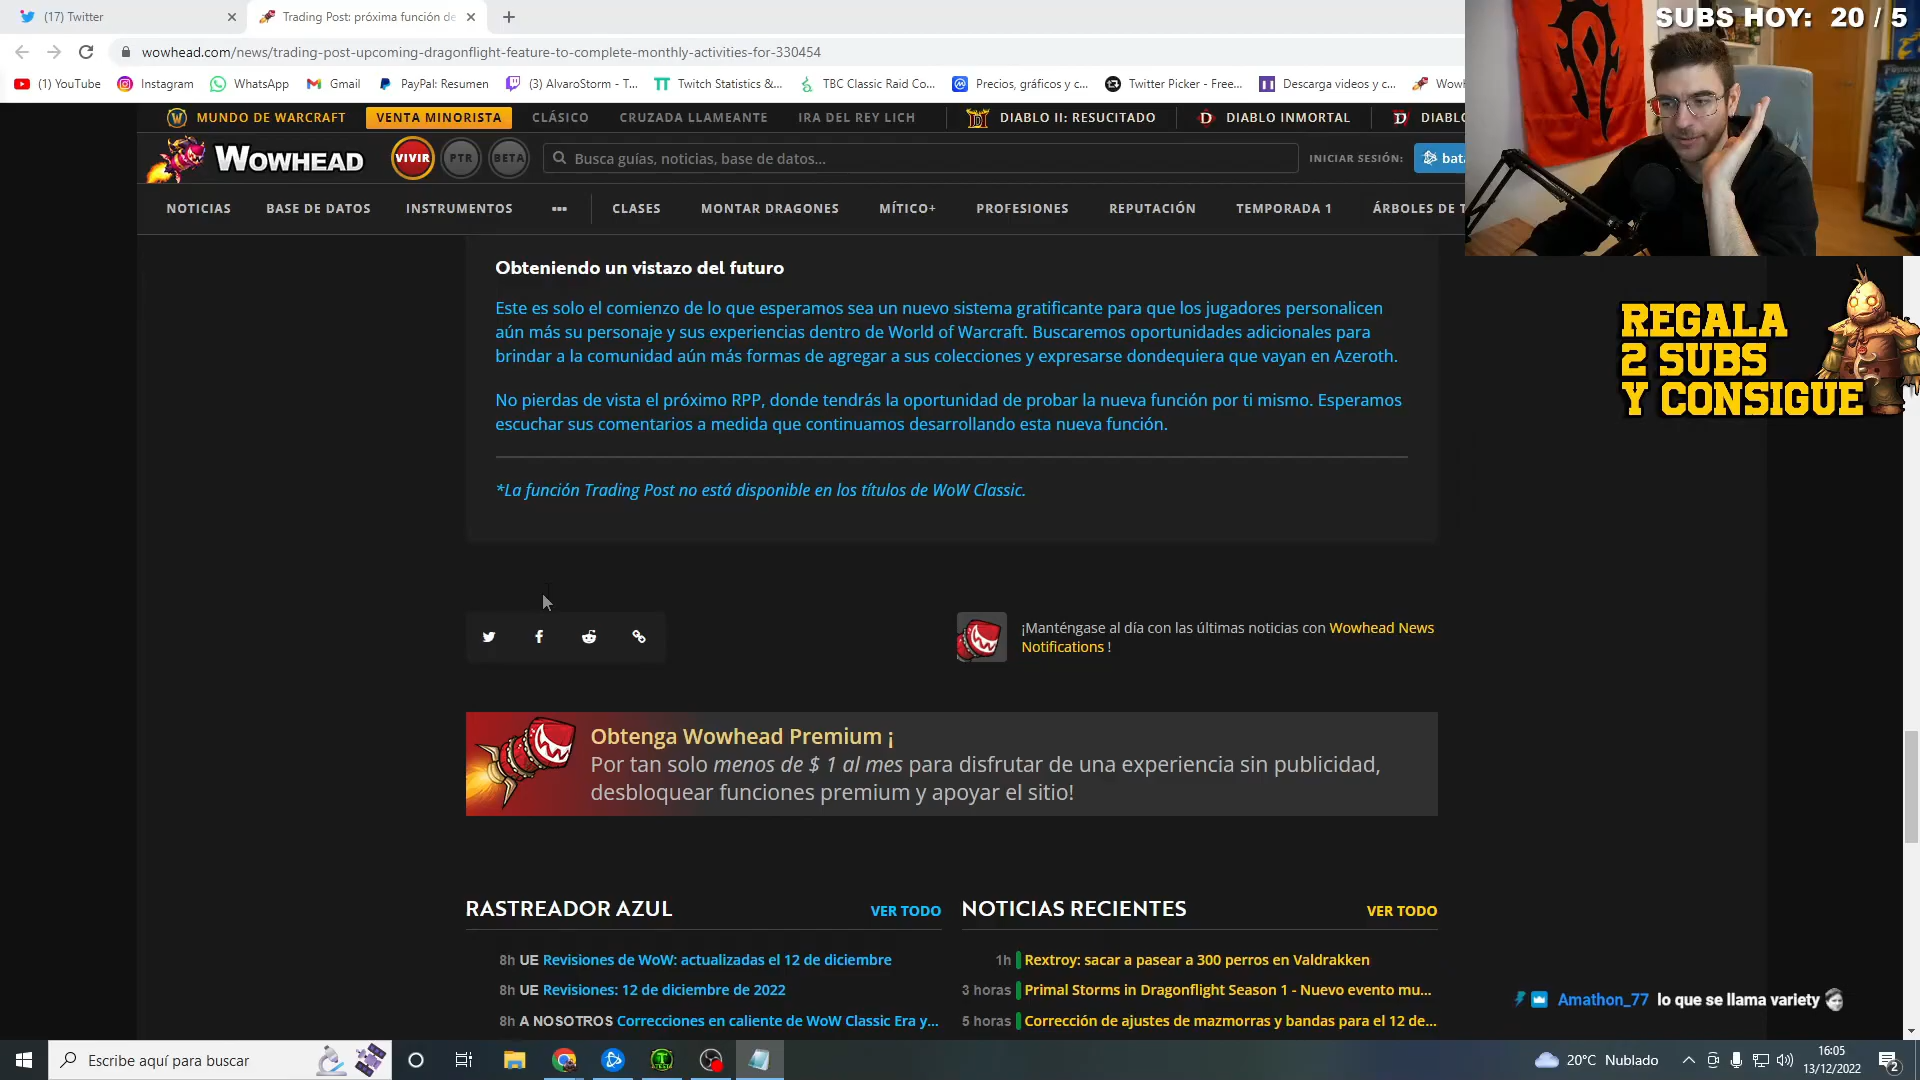 (17) Twitter
Trading Post: próxima función de
wowhead.com/news/trading-post-upcoming-dragonflight-feature-to-complete-monthly-activities-for-330454
(1) YouTube
Instagram
WhatsApp
Gmail
PayPal: Resumen
(3) AlvaroStorm - T...
Twitch Statistics &...
TBC Classic Raid Co...
Precios, gráficos y c...
Twitter Picker - Free...
Descarga videos y c...
Wowh
SUBS HOY: 20 / 5
MUNDO DE WARCRAFT
VENTA MINORISTA
CLÁSICO
CRUZADA LLAMEANTE
IRA DEL REY LICH
DIABLO II: RESUCITADO
DIABLO INMORTAL
DIABLO
WOWHEAD
VIVIR
PTR
BETA
Busca guías, noticias, base de datos...
INICIAR SESIÓN:
NOTICIAS
BASE DE DATOS
INSTRUMENTOS
CLASES
MONTAR DRAGONES
MÍTICO+
PROFESIONES
REPUTACIÓN
TEMPORADA 1
ÁRBOLES DE T
Obteniendo un vistazo del futuro
Este es solo el comienzo de lo que esperamos sea un nuevo sistema gratificante para que los jugadores personalicen
aún más su personaje y sus experiencias dentro de World of Warcraft. Buscaremos oportunidades adicionales para
brindar a la comunidad aún más formas de agregar a sus colecciones y expresarse dondequiera que vayan en Azeroth.
No pierdas de vista el próximo RPP, donde tendrás la oportunidad de probar la nueva función por ti mismo. Esperamos
escuchar sus comentarios a medida que continuamos desarrollando esta nueva función.
*La función Trading Post no está disponible en los títulos de WoW Classic.
REGALA
2 SUBS
Y CONSIGUE
¡Manténgase al día con las últimas noticias con Wowhead News
Notifications !
Obtenga Wowhead Premium ¡
Por tan solo menos de $ 1 al mes para disfrutar de una experiencia sin publicidad,
desbloquear funciones premium y apoyar el sitio!
RASTREADOR AZUL
VER TODO
8h UE Revisiones de WoW: actualizadas el 12 de diciembre
8h UE Revisiones: 12 de diciembre de 2022
8h A NOSOTROS Correcciones en caliente de WoW Classic Era y...
NOTICIAS RECIENTES
VER TODO
1h Rextroy: sacar a pasear a 300 perros en Valdrakken
3 horas Primal Storms in Dragonflight Season 1 - Nuevo evento mu...
5 horas Corrección de ajustes de mazmorras y bandas para el 12 de...
Amathon_77 lo que se llama variety
Escribe aquí para buscar
20°C Nublado
16:05
13/12/2022
2